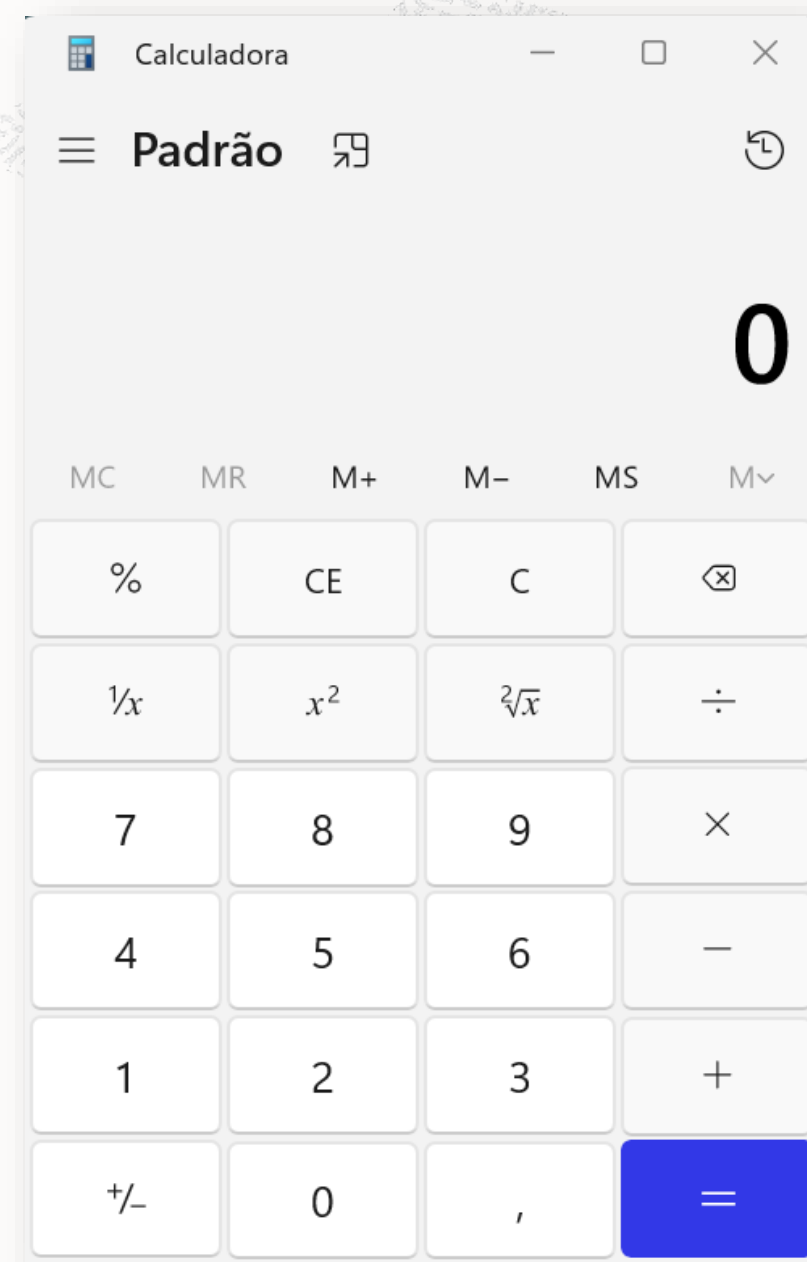 Calculadora
Padrão
0
MC MR M+ M− MS M
% CE C
1/x x² ²√x ÷
7 8 9 ×
4 5 6 −
1 2 3 +
+/− 0 , =